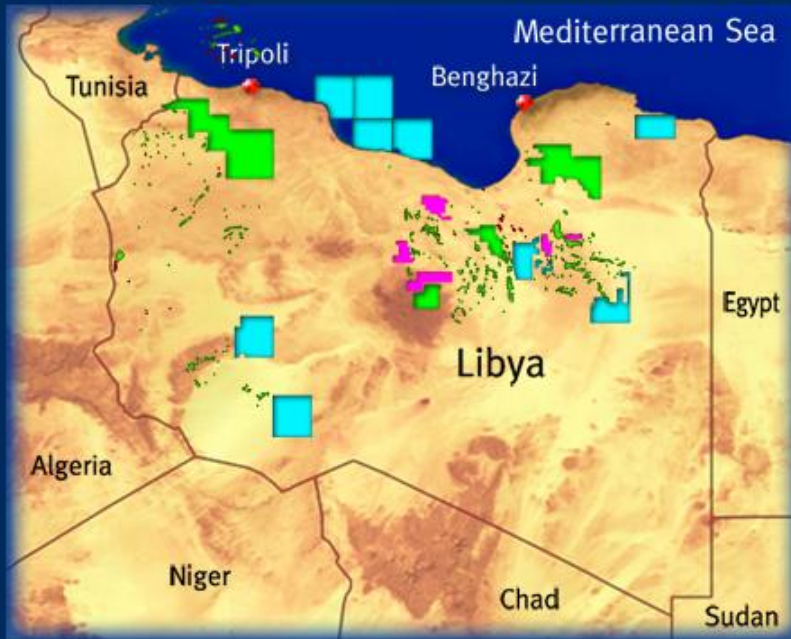 Mediterranean Sea
Tripoli
Benghazi
Tunisia
Egypt
Libya
Algeria
Niger
Chad
Sudan